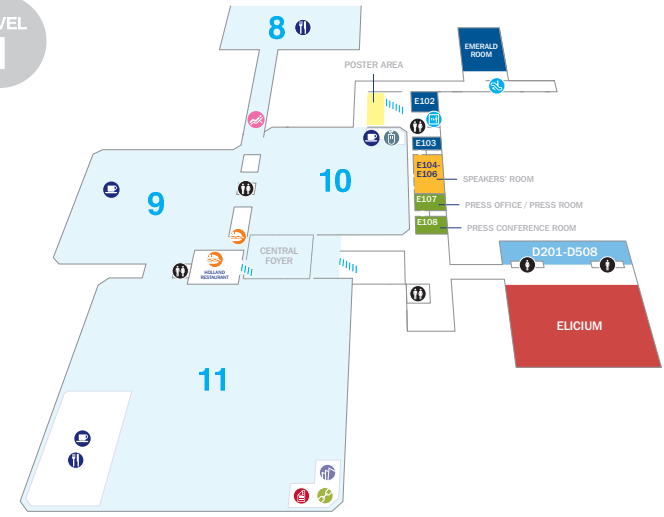 VEL
1
8
POSTER AREA
EMERALD
ROOM
E102
E103
10
E104-
E106
SPEAKERS' ROOM
E107
PRESS OFFICE / PRESS ROOM
E108
PRESS CONFERENCE ROOM
9
CENTRAL
FOYER
HOLLAND
RESTAURANT
D201-D508
ELICIUM
11